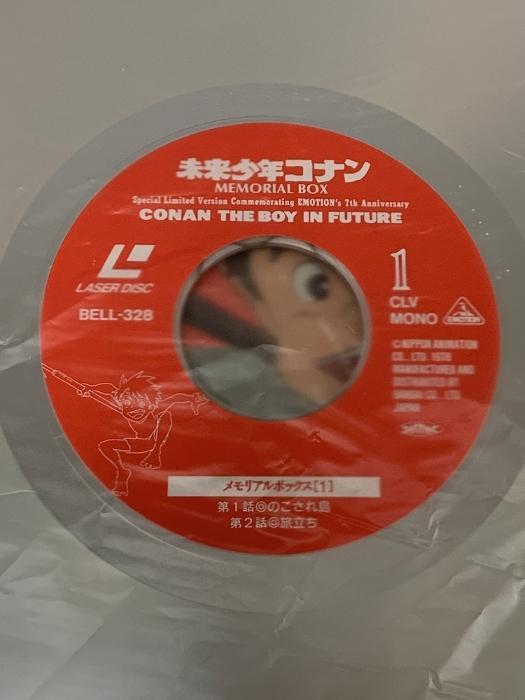 未来少年コナン
MEMORIAL BOX
Special Limited Version Commemorating EMOTION's 7th Anniversary
CONAN THE BOY IN FUTURE
LASER DISC
BELL-328
1
CLV
MONO
EMOTION
©NIPPON ANIMATION
CO., LTD. 1978
MANUFACTURED AND
DISTRIBUTED BY
BANDAI CO., LTD.
JAPAN
メモリアルボックス[1]
第1話◎のこされ島
第2話◎旅立ち